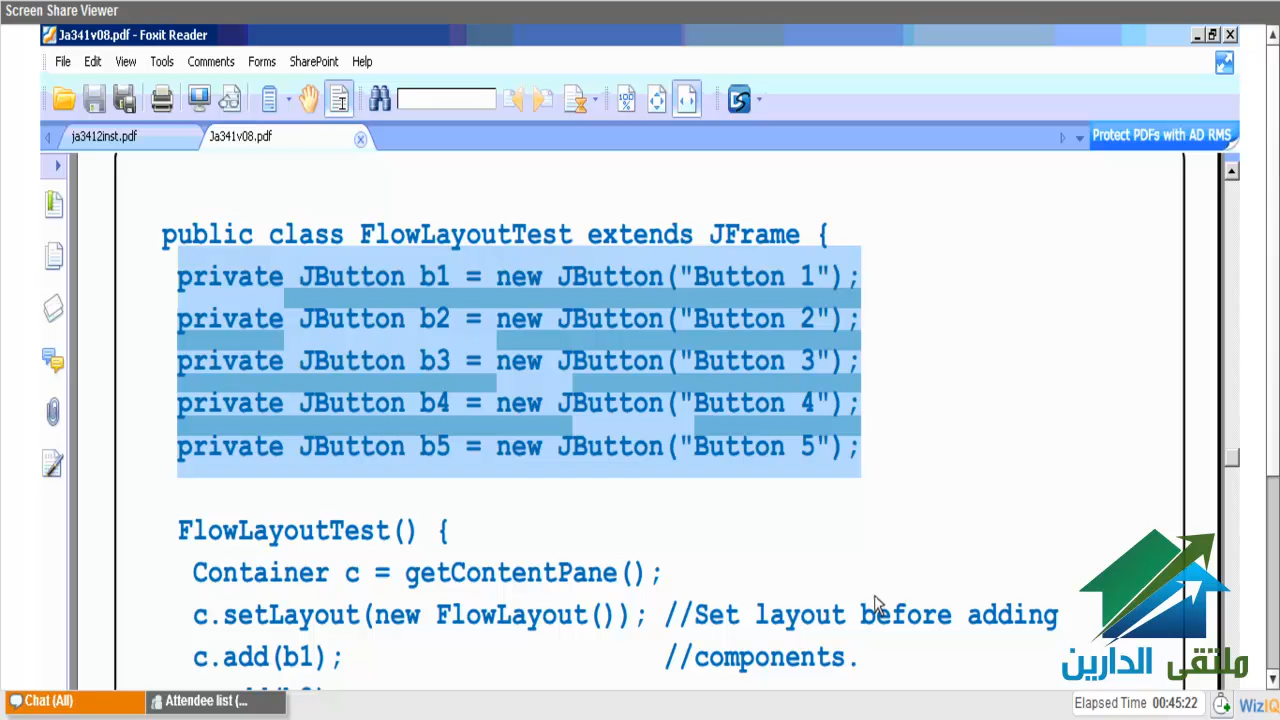 Screen Share Viewer
Ja341v08.pdf - Foxit Reader
File Edit View Tools Comments Forms SharePoint Help
ja3412inst.pdf Ja341v08.pdf Protect PDFs with AD RMS
public class FlowLayoutTest extends JFrame {
private JButton b1 = new JButton("Button 1");
private JButton b2 = new JButton("Button 2");
private JButton b3 = new JButton("Button 3");
private JButton b4 = new JButton("Button 4");
private JButton b5 = new JButton("Button 5");
FlowLayoutTest() {
Container c = getContentPane();
c.setLayout(new FlowLayout()); //Set layout before adding
c.add(b1); //components.
ملتقى الدارين
Chat (All) Attendee list (... Elapsed Time 00:45:22 WizIQ